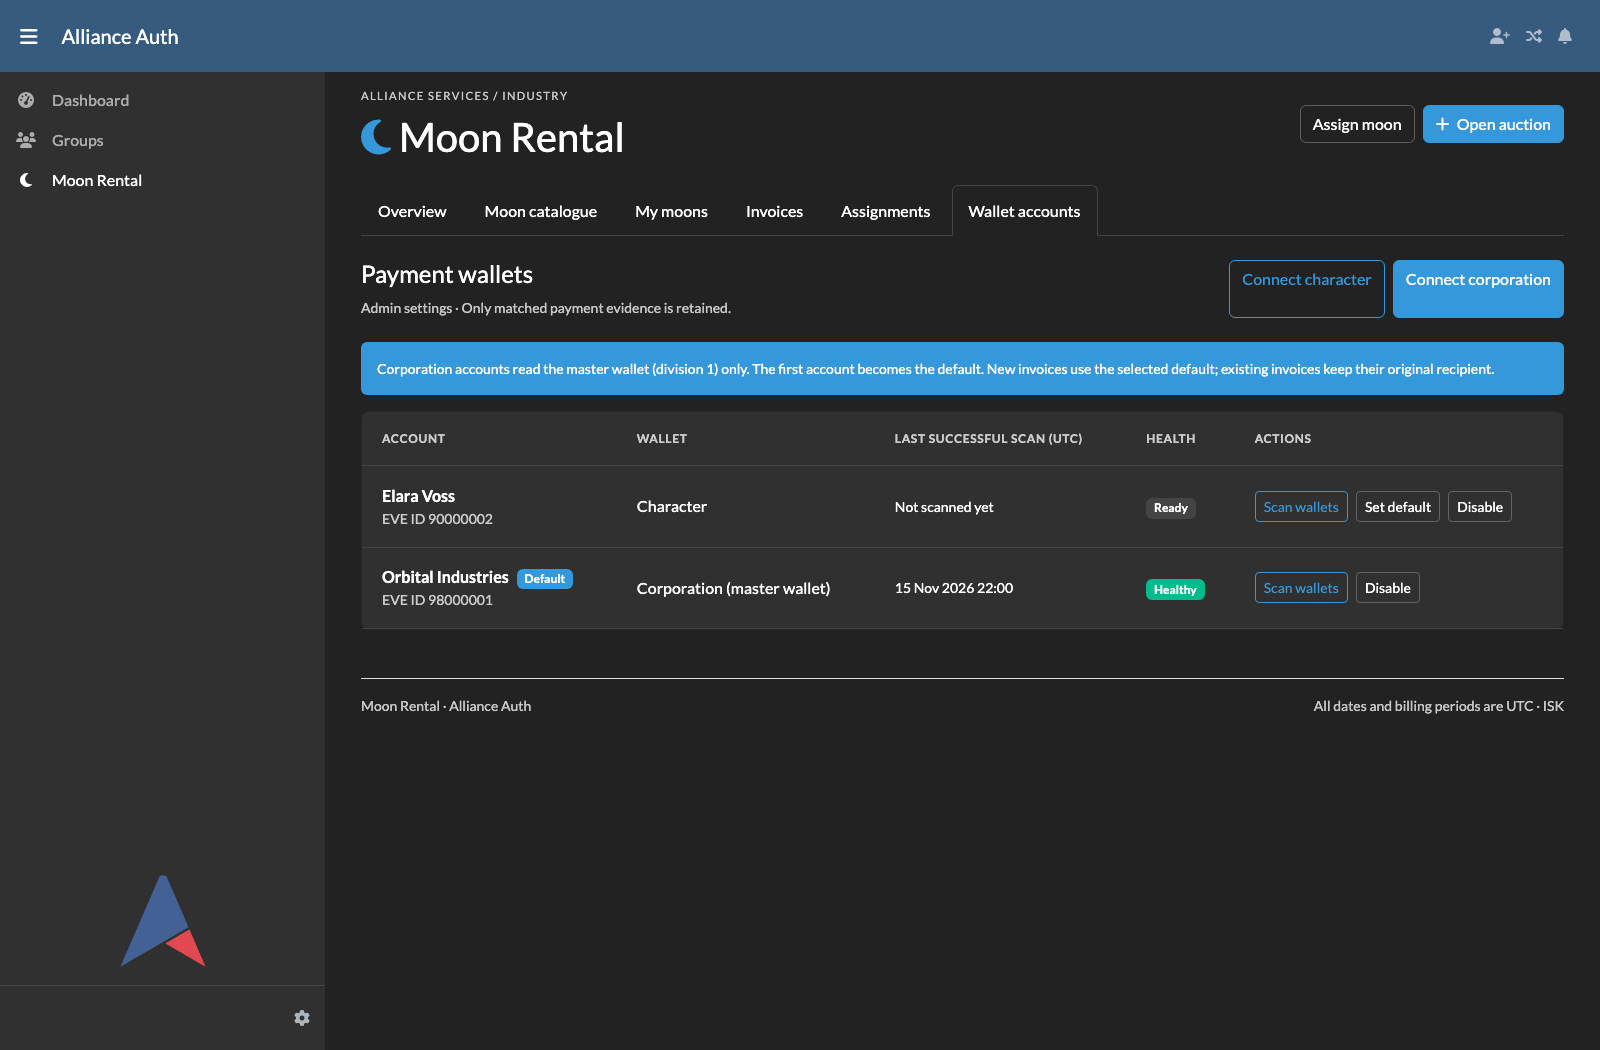 Alliance Auth
Dashboard
Groups
Moon Rental
ALLIANCE SERVICES / INDUSTRY
Moon Rental
Assign moon
Open auction
Overview
Moon catalogue
My moons
Invoices
Assignments
Wallet accounts
Payment wallets
Admin settings · Only matched payment evidence is retained.
Connect character
Connect corporation
Corporation accounts read the master wallet (division 1) only. The first account becomes the default. New invoices use the selected default; existing invoices keep their original recipient.
ACCOUNT WALLET LAST SUCCESSFUL SCAN (UTC) HEALTH ACTIONS
Elara Voss
EVE ID 90000002
Character
Not scanned yet
Ready
Scan wallets
Set default
Disable
Orbital Industries Default
EVE ID 98000001
Corporation (master wallet)
15 Nov 2026 22:00
Healthy
Scan wallets
Disable
Moon Rental · Alliance Auth
All dates and billing periods are UTC · ISK